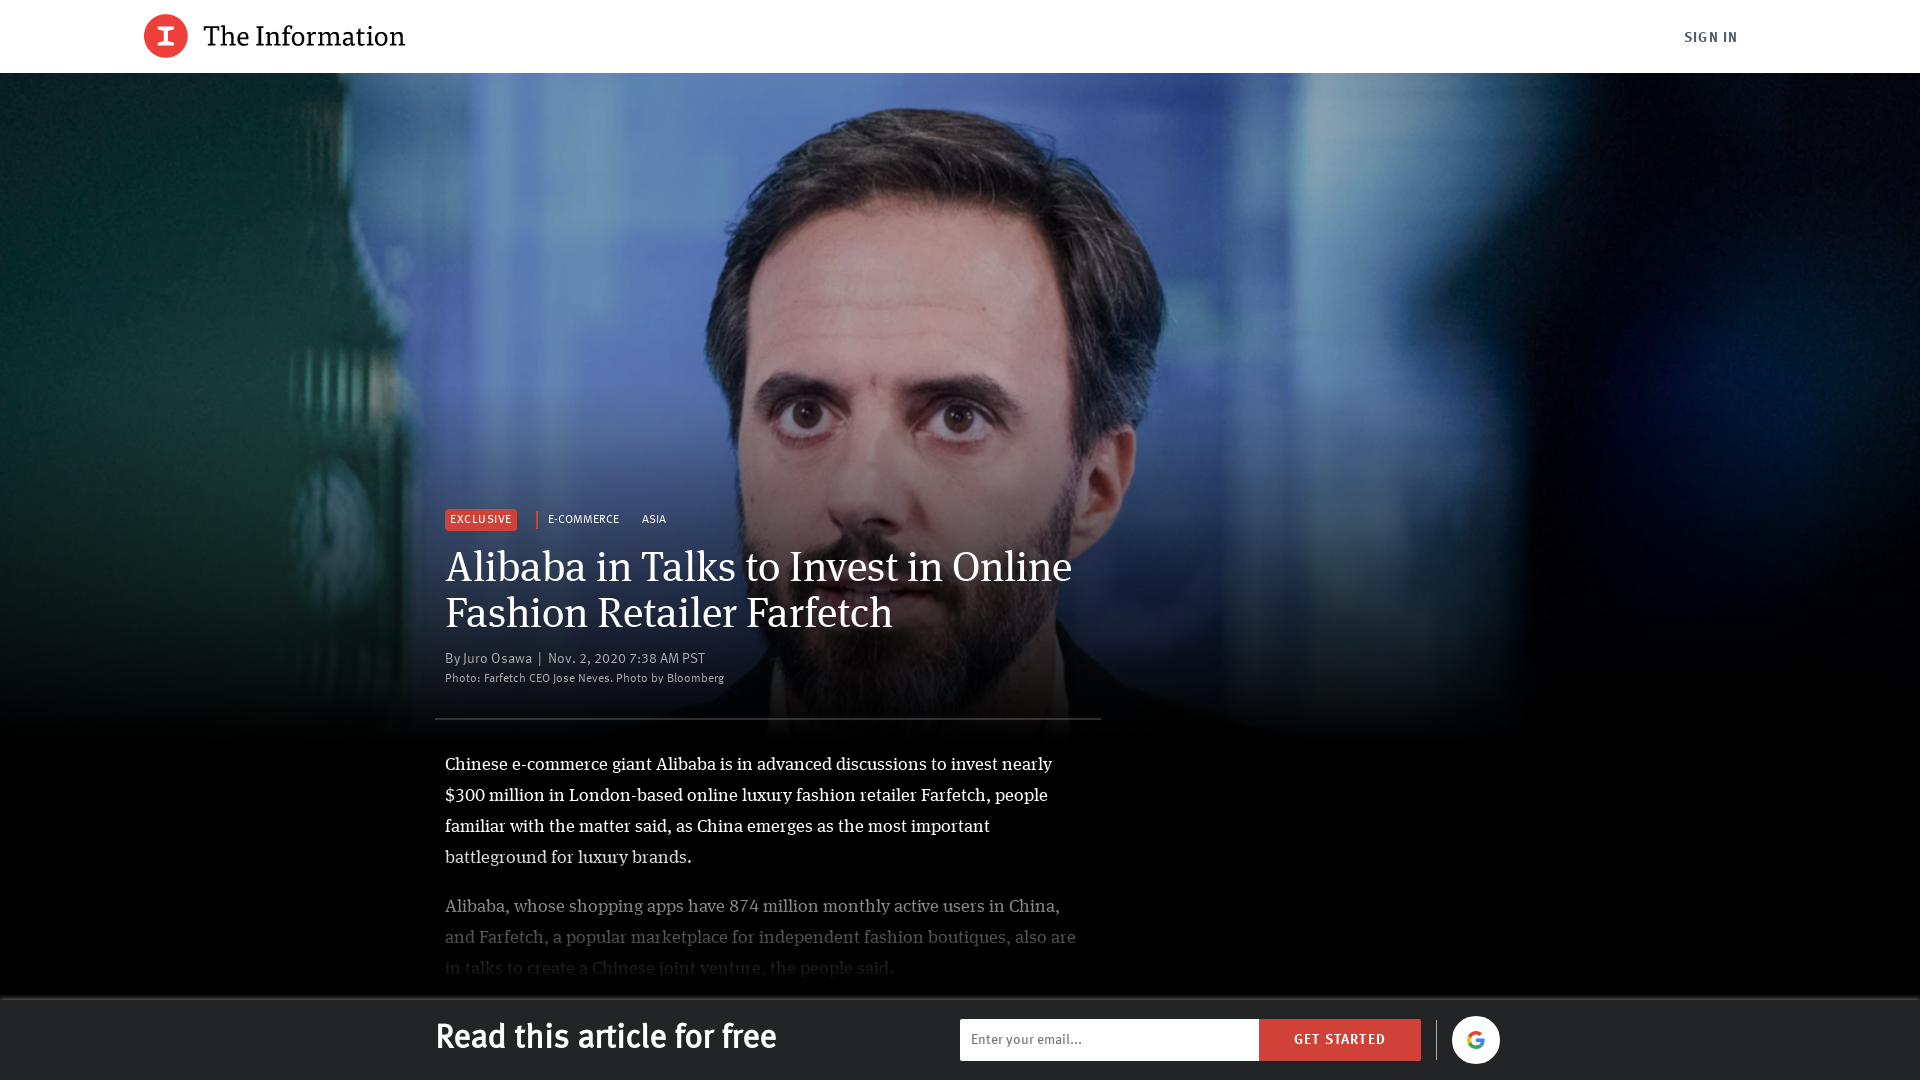 The Information
SIGN IN
EXCLUSIVE
E-COMMERCE ASIA
Alibaba in Talks to Invest in Online
Fashion Retailer Farfetch
By Juro Osawa | Nov. 2, 2020 7:38 AM PST
Photo: Farfetch CEO Jose Neves. Photo by Bloomberg
Chinese e-commerce giant Alibaba is in advanced discussions to invest nearly
$300 million in London-based online luxury fashion retailer Farfetch, people
familiar with the matter said, as China emerges as the most important
battleground for luxury brands.
Alibaba, whose shopping apps have 874 million monthly active users in China,
and Farfetch, a popular marketplace for independent fashion boutiques, also are
in talks to create a Chinese joint venture, the people said.
Read this article for free
Enter your email...
GET STARTED